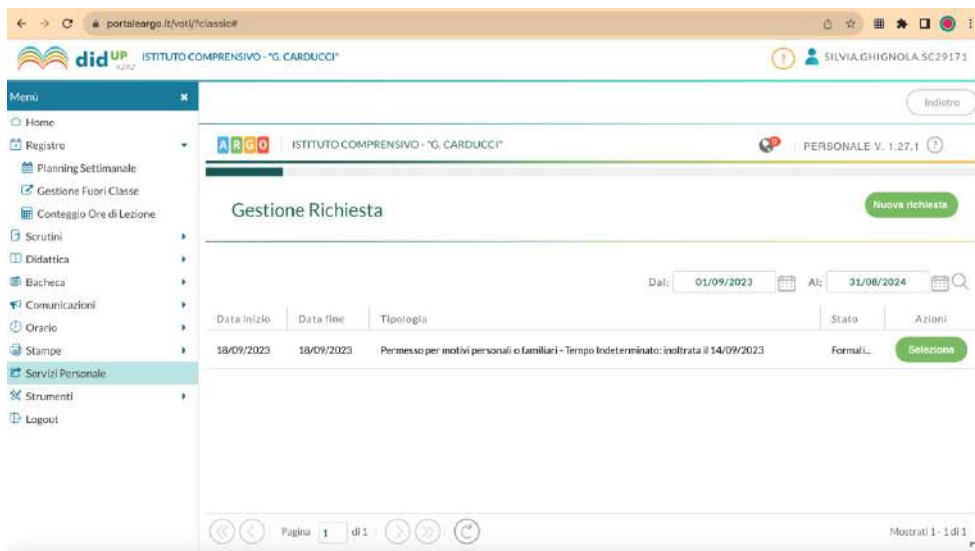 portaleargo.it/voti/?classic#
didUP ISTITUTO COMPRENSIVO - "G. CARDUCCI"
SILVIA.GHIGNOLA.SC29171
Menù
Indietro
Home
Registro
Planning Settimanale
Gestione Fuori Classe
Conteggio Ore di Lezione
Scrutini
Didattica
Bacheca
Comunicazioni
Orario
Stampe
Servizi Personale
Strumenti
Logout
ARGO ISTITUTO COMPRENSIVO - "G. CARDUCCI"
PERSONALE V. 1.27.1
Gestione Richiesta
Nuova richiesta
Dal: 01/09/2023 Al: 31/08/2024
Data Inizio Data fine Tipologia Stato Azioni
18/09/2023 18/09/2023 Permesso per motivi personali o familiari - Tempo Indeterminato: inoltrata il 14/09/2023 Formali... Seleziona
Pagina 1 di 1
Mostrati 1 - 1 di 1